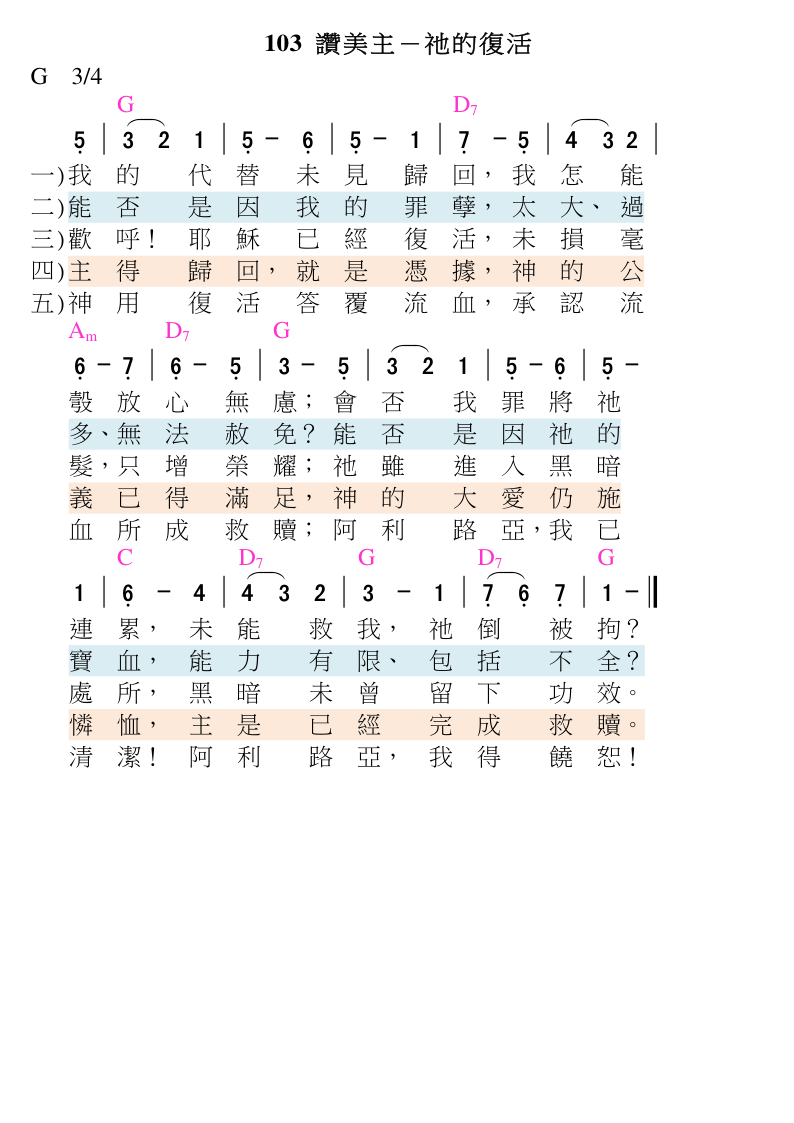 103 讚美主－祂的復活
G 3/4
G D7
5 | 3 2 1 | 5 – 6 | 5 – 1 | 7 – 5 | 4 3 2 |
一)我 的 代 替 未 見 歸 回， 我 怎 能
二)能 否 是 因 我 的 罪 孽， 太 大、 過
三)歡 呼！ 耶 穌 已 經 復 活， 未 損 毫
四)主 得 歸 回， 就 是 憑 據， 神 的 公
五)神 用 復 活 答 覆 流 血， 承 認 流
Am D7 G
6 – 7 | 6 – 5 | 3 – 5 | 3 2 1 | 5 – 6 | 5 –
彀 放 心 無 慮； 會 否 我 罪 將 祂
多、無 法 赦 免？ 能 否 是 因 祂 的
髮，只 增 榮 耀； 祂 雖 進 入 黑 暗
義 已 得 滿 足， 神 的 大 愛 仍 施
血 所 成 救 贖； 阿 利 路 亞，我 已
C D7 G D7 G
1 | 6 – 4 | 4 3 2 | 3 – 1 | 7 6 7 | 1 – ‖
連 累， 未 能 救 我， 祂 倒 被 拘？
寶 血， 能 力 有 限、 包 括 不 全？
處 所， 黑 暗 未 曾 留 下 功 效。
憐 恤， 主 是 已 經 完 成 救 贖。
清 潔！ 阿 利 路 亞， 我 得 饒 恕！